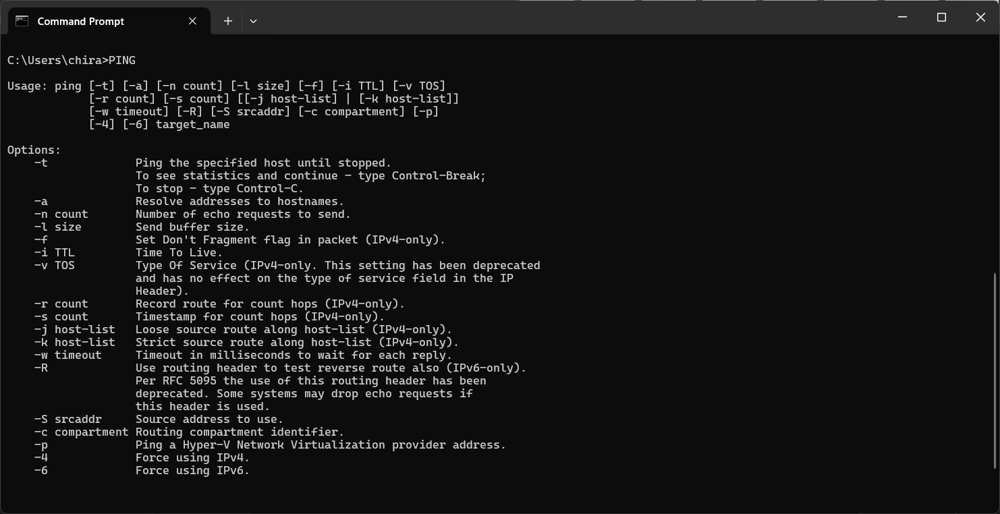 Command Prompt
C:\Users\chira>PING
Usage: ping [-t] [-a] [-n count] [-l size] [-f] [-i TTL] [-v TOS]
            [-r count] [-s count] [[-j host-list] | [-k host-list]]
            [-w timeout] [-R] [-S srcaddr] [-c compartment] [-p]
            [-4] [-6] target_name
Options:
    -t             Ping the specified host until stopped.
                   To see statistics and continue - type Control-Break;
                   To stop - type Control-C.
    -a             Resolve addresses to hostnames.
    -n count       Number of echo requests to send.
    -l size        Send buffer size.
    -f             Set Don't Fragment flag in packet (IPv4-only).
    -i TTL         Time To Live.
    -v TOS         Type Of Service (IPv4-only. This setting has been deprecated
                   and has no effect on the type of service field in the IP
                   Header).
    -r count       Record route for count hops (IPv4-only).
    -s count       Timestamp for count hops (IPv4-only).
    -j host-list   Loose source route along host-list (IPv4-only).
    -k host-list   Strict source route along host-list (IPv4-only).
    -w timeout     Timeout in milliseconds to wait for each reply.
    -R             Use routing header to test reverse route also (IPv6-only).
                   Per RFC 5095 the use of this routing header has been
                   deprecated. Some systems may drop echo requests if
                   this header is used.
    -S srcaddr     Source address to use.
    -c compartment Routing compartment identifier.
    -p             Ping a Hyper-V Network Virtualization provider address.
    -4             Force using IPv4.
    -6             Force using IPv6.